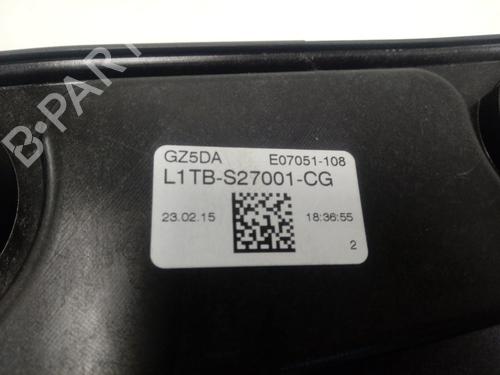 GZ5DA E07051-108
L1TB-S27001-CG
23.02.15 18:36:55
2
B-PART